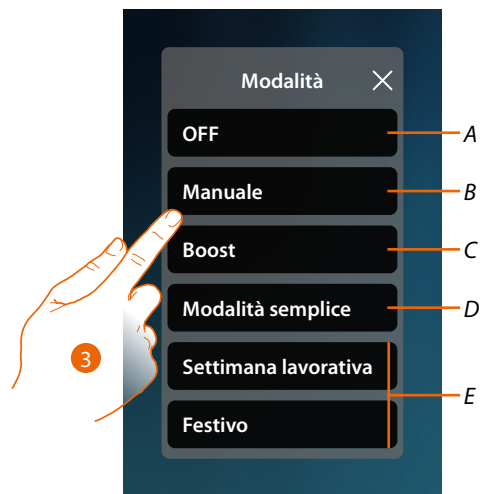 Modalità
OFF
A
Manuale
B
Boost
C
Modalità semplice
D
3
Settimana lavorativa
E
Festivo